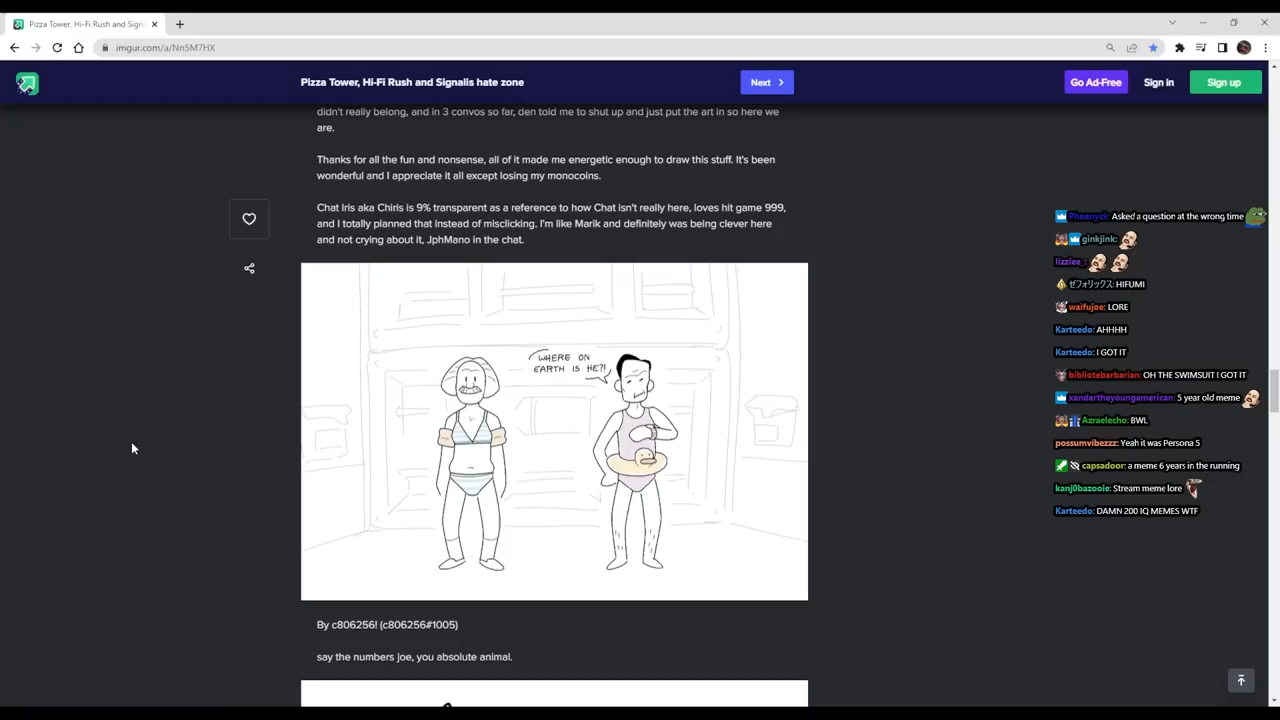 Pizza Tower, Hi-Fi Rush and Signa
imgur.com/a/Nn5M7HX
Pizza Tower, Hi-Fi Rush and Signalis hate zone
Next
Go Ad-Free
Sign in
Sign up
didn't really belong, and in 3 convos so far, den told me to shut up and just put the art in so here we
are.
Thanks for all the fun and nonsense, all of it made me energetic enough to draw this stuff. It's been
wonderful and I appreciate it all except losing my monocoins.
Chat Iris aka Chiris is 9% transparent as a reference to how Chat isn't really here, loves hit game 999,
and I totally planned that instead of misclicking. I'm like Marik and definitely was being clever here
and not crying about it, JphMano in the chat.
WHERE ON
EARTH IS HE?!
By c806256! (c806256#1005)
say the numbers joe, you absolute animal.
Phoenyck: Asked a question at the wrong time
ginkjink:
lizziee_:
ゼフォリックス: HIFUMI
waifujoe: LORE
Karteedo: AHHHH
Karteedo: I GOT IT
bibliotebarbarian: OH THE SWIMSUIT I GOT IT
xandertheyoungamerican: 5 year old meme
Azraelecho: BWL
possumvibezzz: Yeah it was Persona 5
capsadoor: a meme 6 years in the running
kanj0bazooie: Stream meme lore
Karteedo: DAMN 200 IQ MEMES WTF